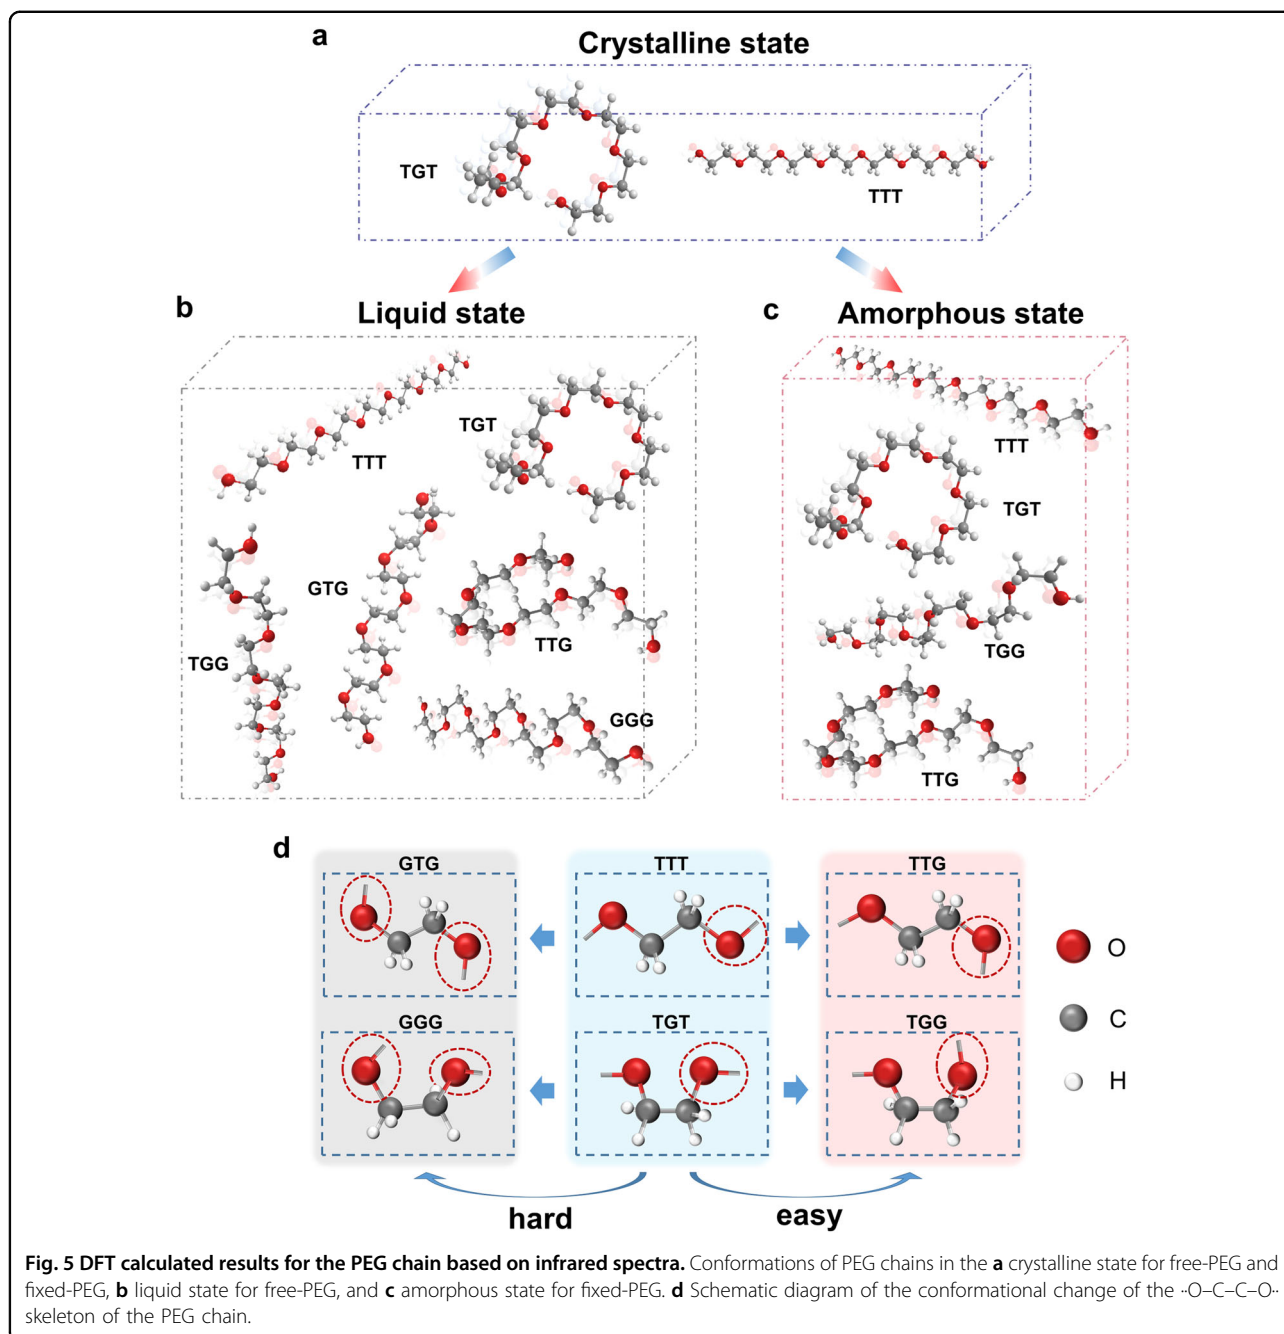 a
Crystalline state
TGT
TTT
b
Liquid state
c
Amorphous state
TTT
TGT
GTG
TGG
TTG
GGG
TTT
TGT
TGG
TTG
d
GTG
TTT
TTG
GGG
TGT
TGG
O
C
H
hard
easy
Fig. 5 DFT calculated results for the PEG chain based on infrared spectra. Conformations of PEG chains in the a crystalline state for free-PEG and
fixed-PEG, b liquid state for free-PEG, and c amorphous state for fixed-PEG. d Schematic diagram of the conformational change of the ··O–C–C–O··
skeleton of the PEG chain.